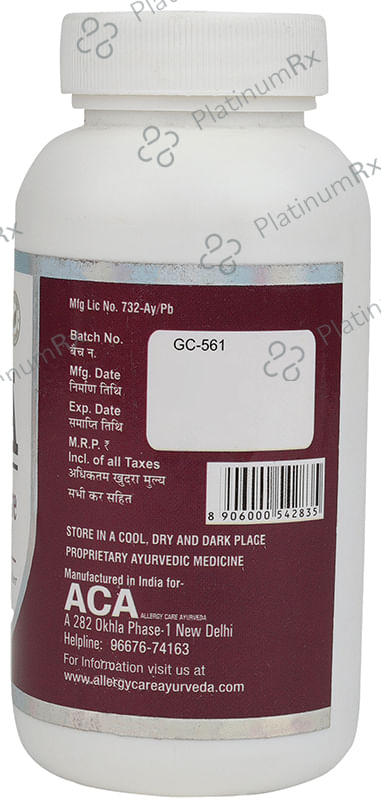 PlatinumRx
PlatinumRx
PlatinumRx
PlatinumRx
Mfg Lic No. 732-Ay/Pb
Batch No.
बैच न.
GC-561
Mfg. Date
निर्माण तिथि
Exp. Date
समाप्ति तिथि
M.R.P. ₹
Incl. of all Taxes
अधिकतम खुदरा मुल्य
सभी कर सहित
8 906000 542835
STORE IN A COOL, DRY AND DARK PLACE
PROPRIETARY AYURVEDIC MEDICINE
Manufactured in India for-
ACA ALLERGY CARE AYURVEDA
A 282 Okhla Phase-1 New Delhi
Helpline: 96676-74163
For Information visit us at
www.allergycareayurveda.com